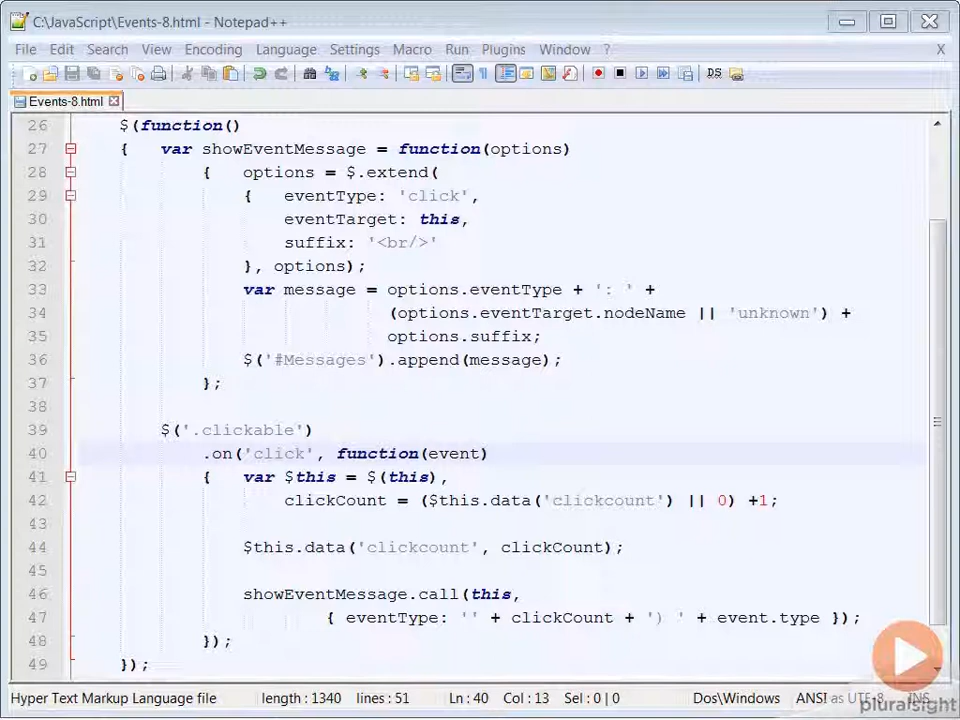 C:\JavaScript\Events-8.html - Notepad++
File Edit Search View Encoding Language Settings Macro Run Plugins Window ? X
Events-8.html
26 $(function()
27 { var showEventMessage = function(options)
28 { options = $.extend(
29 { eventType: 'click',
30 eventTarget: this,
31 suffix: '<br/>'
32 }, options);
33 var message = options.eventType + ': ' +
34 (options.eventTarget.nodeName || 'unknown') +
35 options.suffix;
36 $('#Messages').append(message);
37 };
38
39 $('.clickable')
40 .on('click', function(event)
41 { var $this = $(this),
42 clickCount = ($this.data('clickcount') || 0) +1;
43
44 $this.data('clickcount', clickCount);
45
46 showEventMessage.call(this,
47 { eventType: '' + clickCount + ') ' + event.type });
48 });
49 });
Hyper Text Markup Language file length : 1340 lines : 51 Ln : 40 Col : 13 Sel : 0 | 0 Dos\Windows ANSI as UTF-8 INS
pluralsight